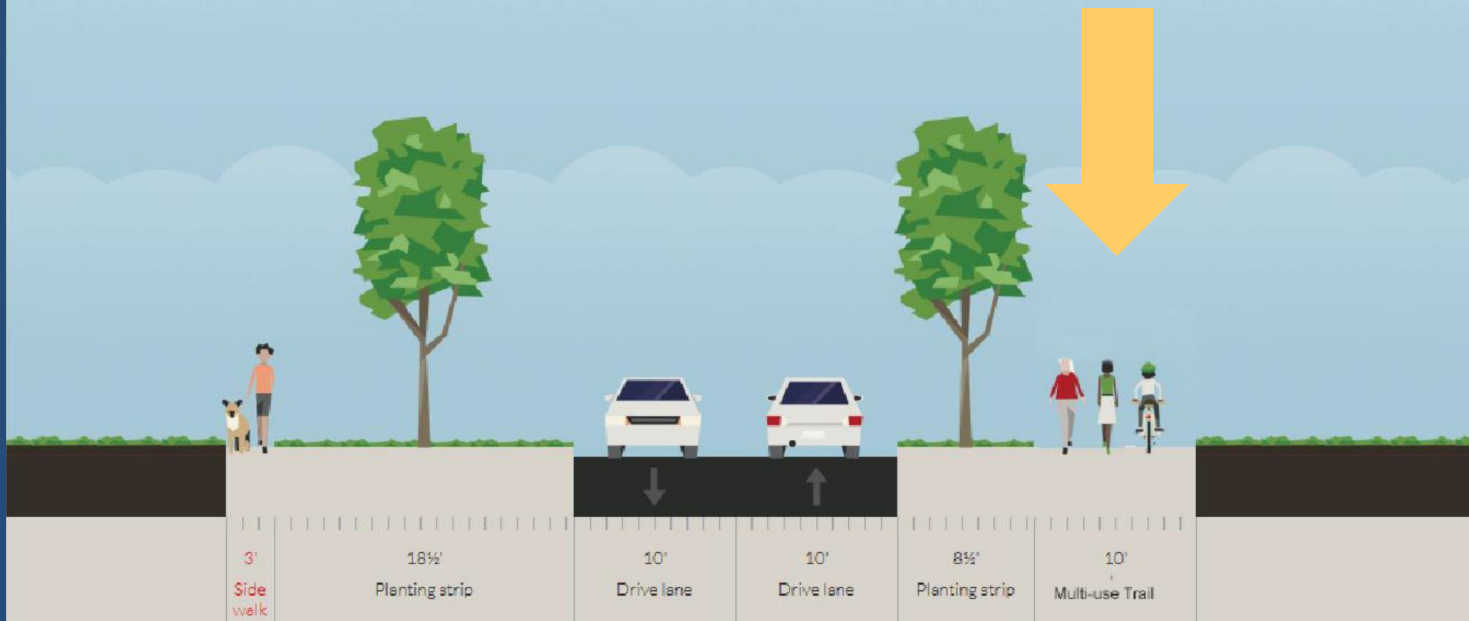 3'
Side
walk
18½'
Planting strip
10'
Drive lane
10'
Drive lane
8½'
Planting strip
10'
Multi-use Trail